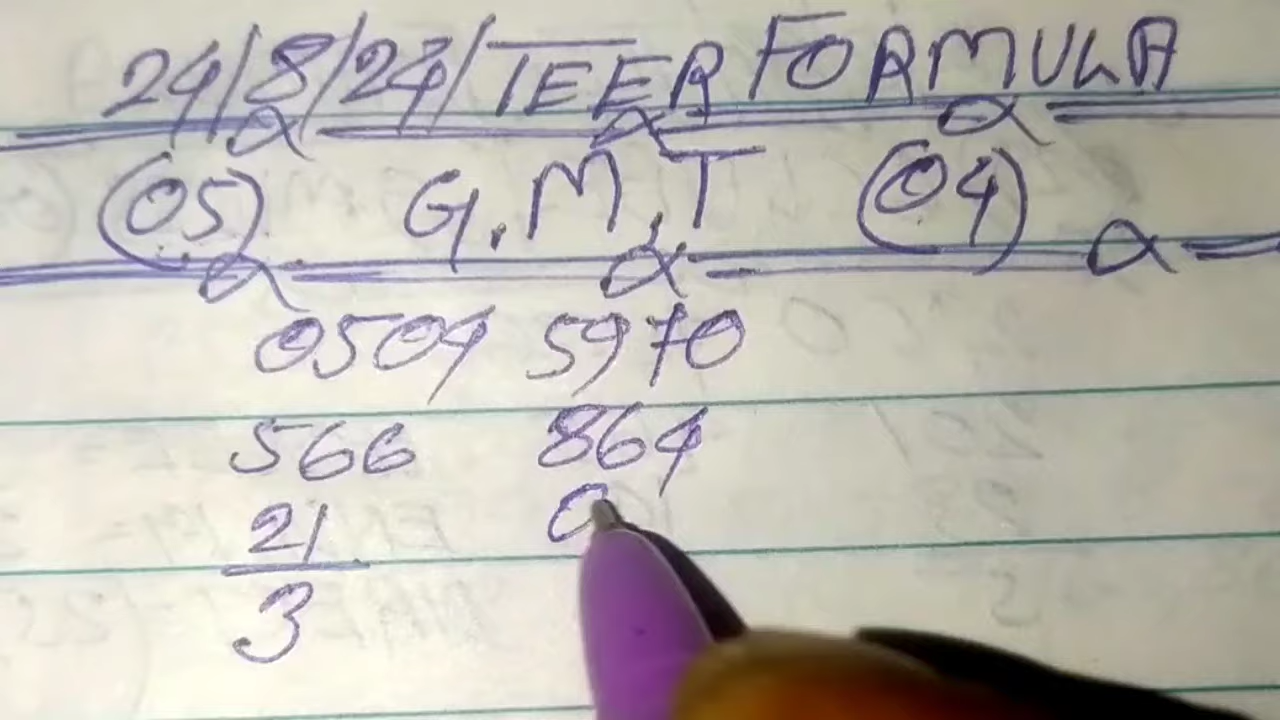 24/8/24/TEER FORMULA
(05) G.M.T (04)
0504 5970
566 864
21 0
3